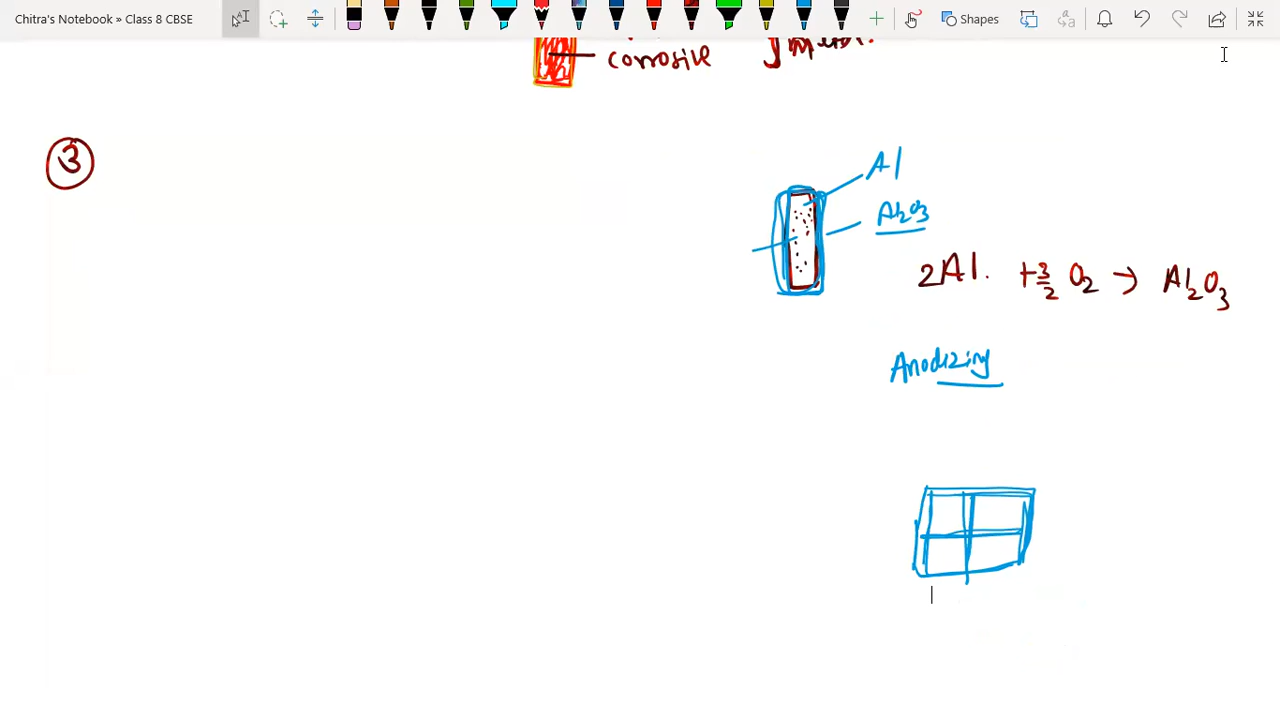 Chitra's Notebook » Class 8 CBSE
Shapes
corrosive
3
Al
Al2O3
2Al. + 3/2 O2 → Al2O3
Anodizing